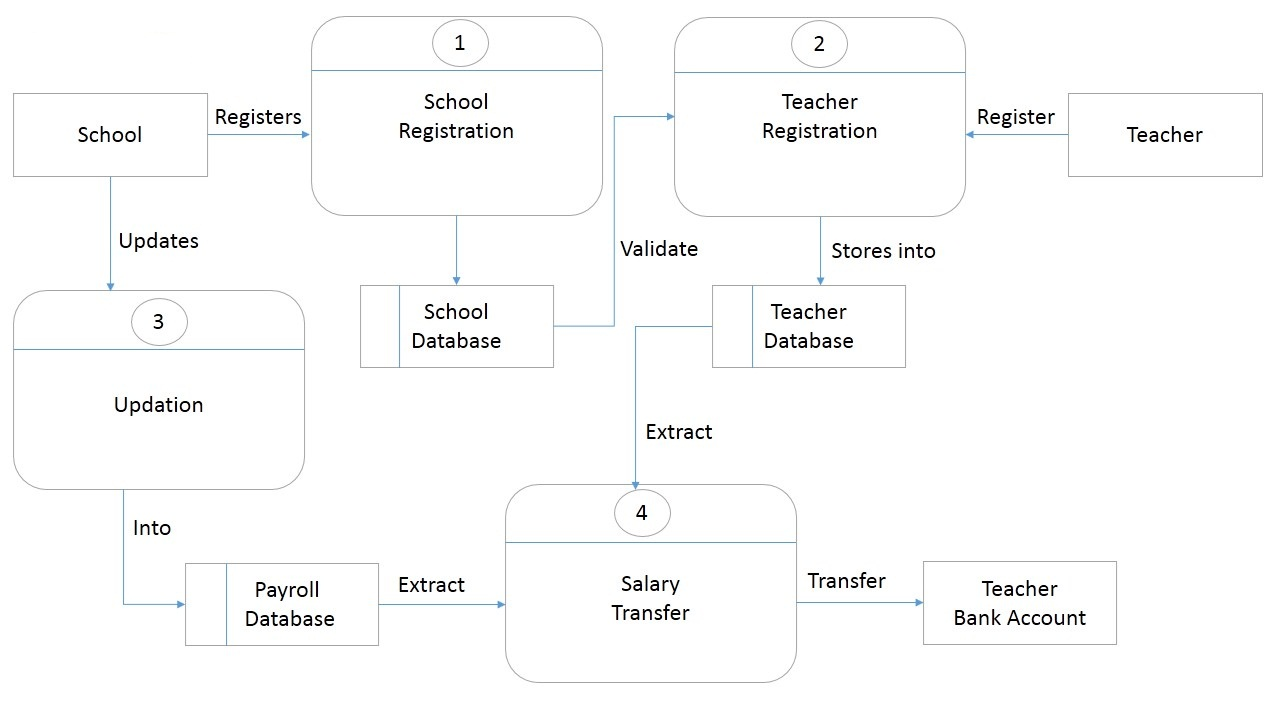 1
2
School
Registers
School
Registration
Teacher
Registration
Register
Teacher
Updates
Validate
Stores into
3
Updation
School
Database
Teacher
Database
Extract
Into
4
Payroll
Database
Extract
Salary
Transfer
Transfer
Teacher
Bank Account